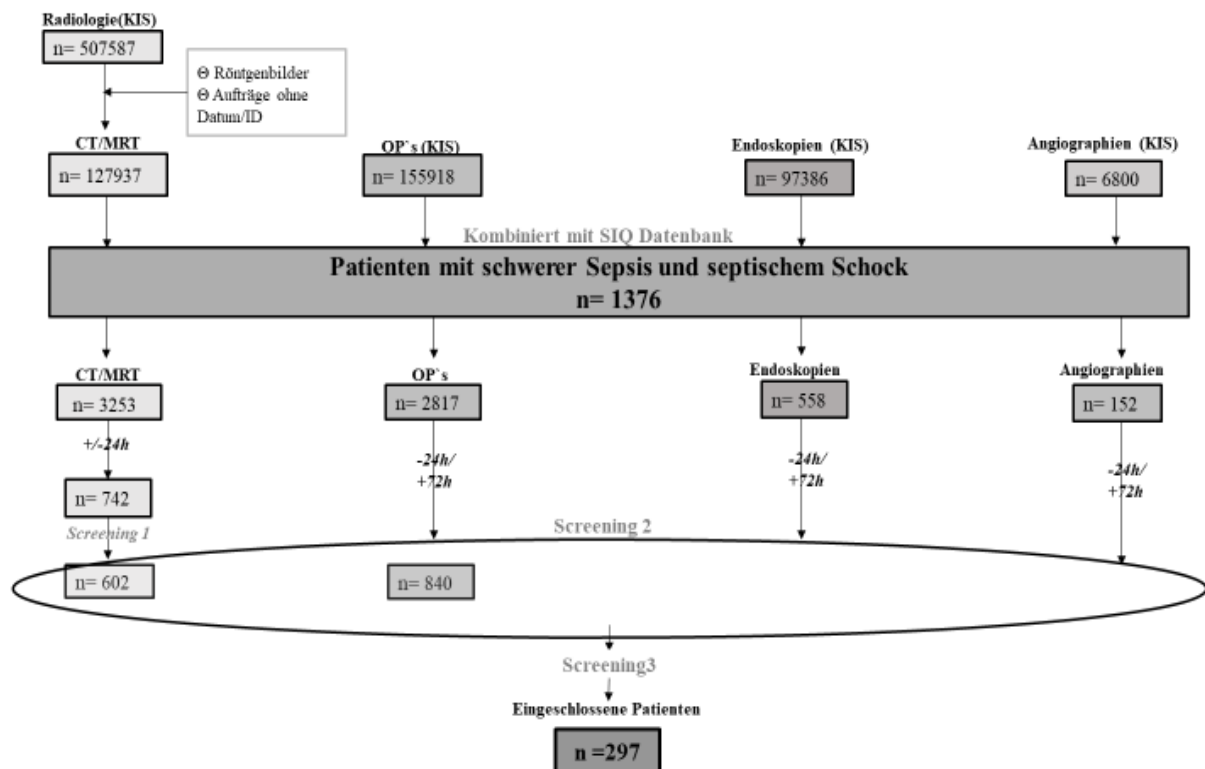 Radiologie(KIS)
n= 507587
Θ Röntgenbilder
Θ Aufträge ohne
Datum/ID
CT/MRT
n= 127937
OP`s (KIS)
n= 155918
Endoskopien (KIS)
n= 97386
Angiographien (KIS)
n= 6800
Kombiniert mit SIQ Datenbank
Patienten mit schwerer Sepsis und septischem Schock
n= 1376
CT/MRT
n= 3253
OP`s
n= 2817
Endoskopien
n= 558
Angiographien
n= 152
+/-24h
-24h/
+72h
-24h/
+72h
-24h/
+72h
n= 742
Screening 1
Screening 2
n= 602
n= 840
Screening3
Eingeschlossene Patienten
n =297